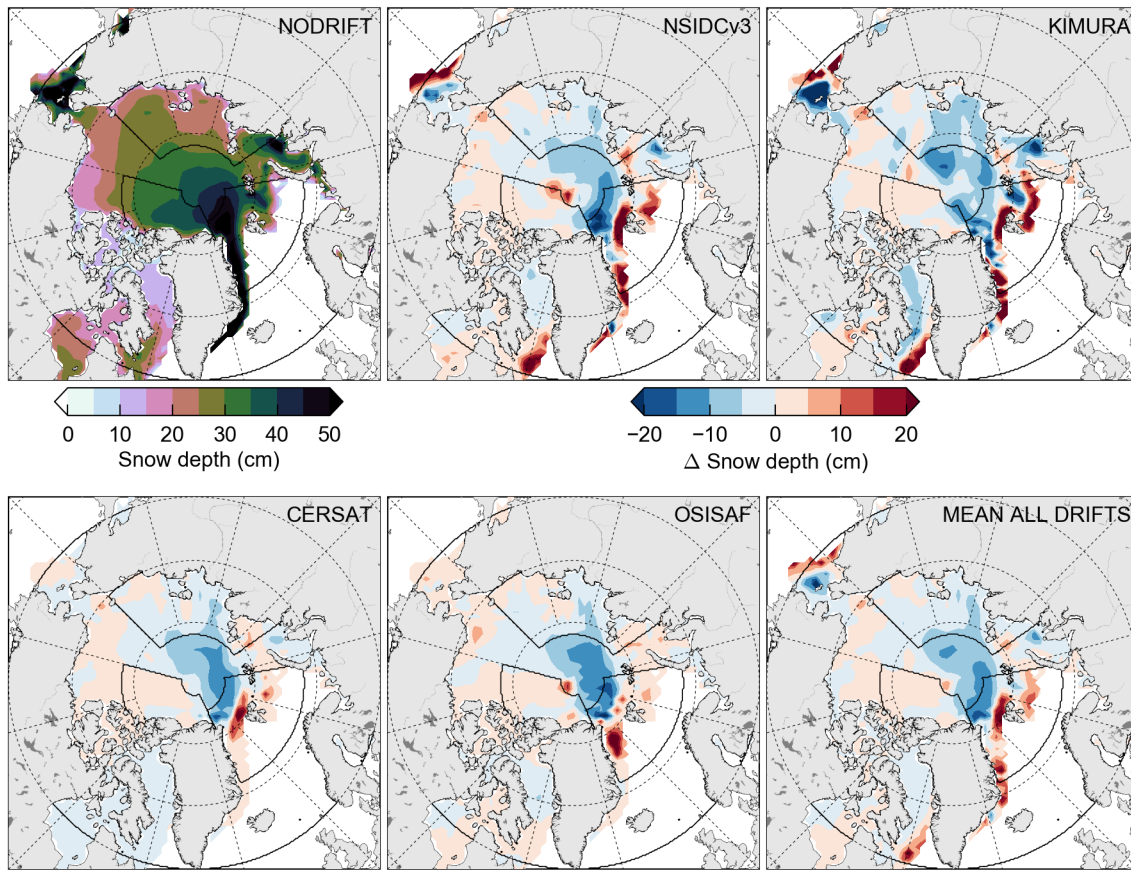 NODRIFT
NSIDCv3
KIMURA
0 10 20 30 40 50
Snow depth (cm)
−20 −10 0 10 20
Δ Snow depth (cm)
CERSAT
OSISAF
MEAN ALL DRIFTS